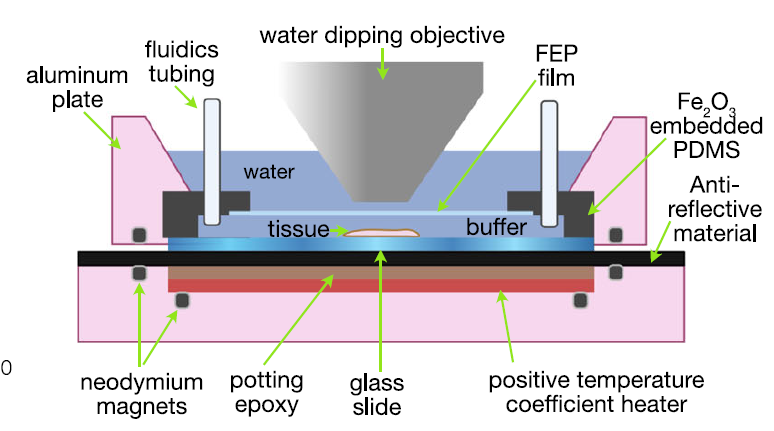 water dipping objective
fluidics
tubing
FEP
film
aluminum
plate
Fe2O3
embedded
PDMS
water
Anti-
reflective
material
tissue
buffer
0
neodymium
magnets
potting
epoxy
glass
slide
positive temperature
coefficient heater